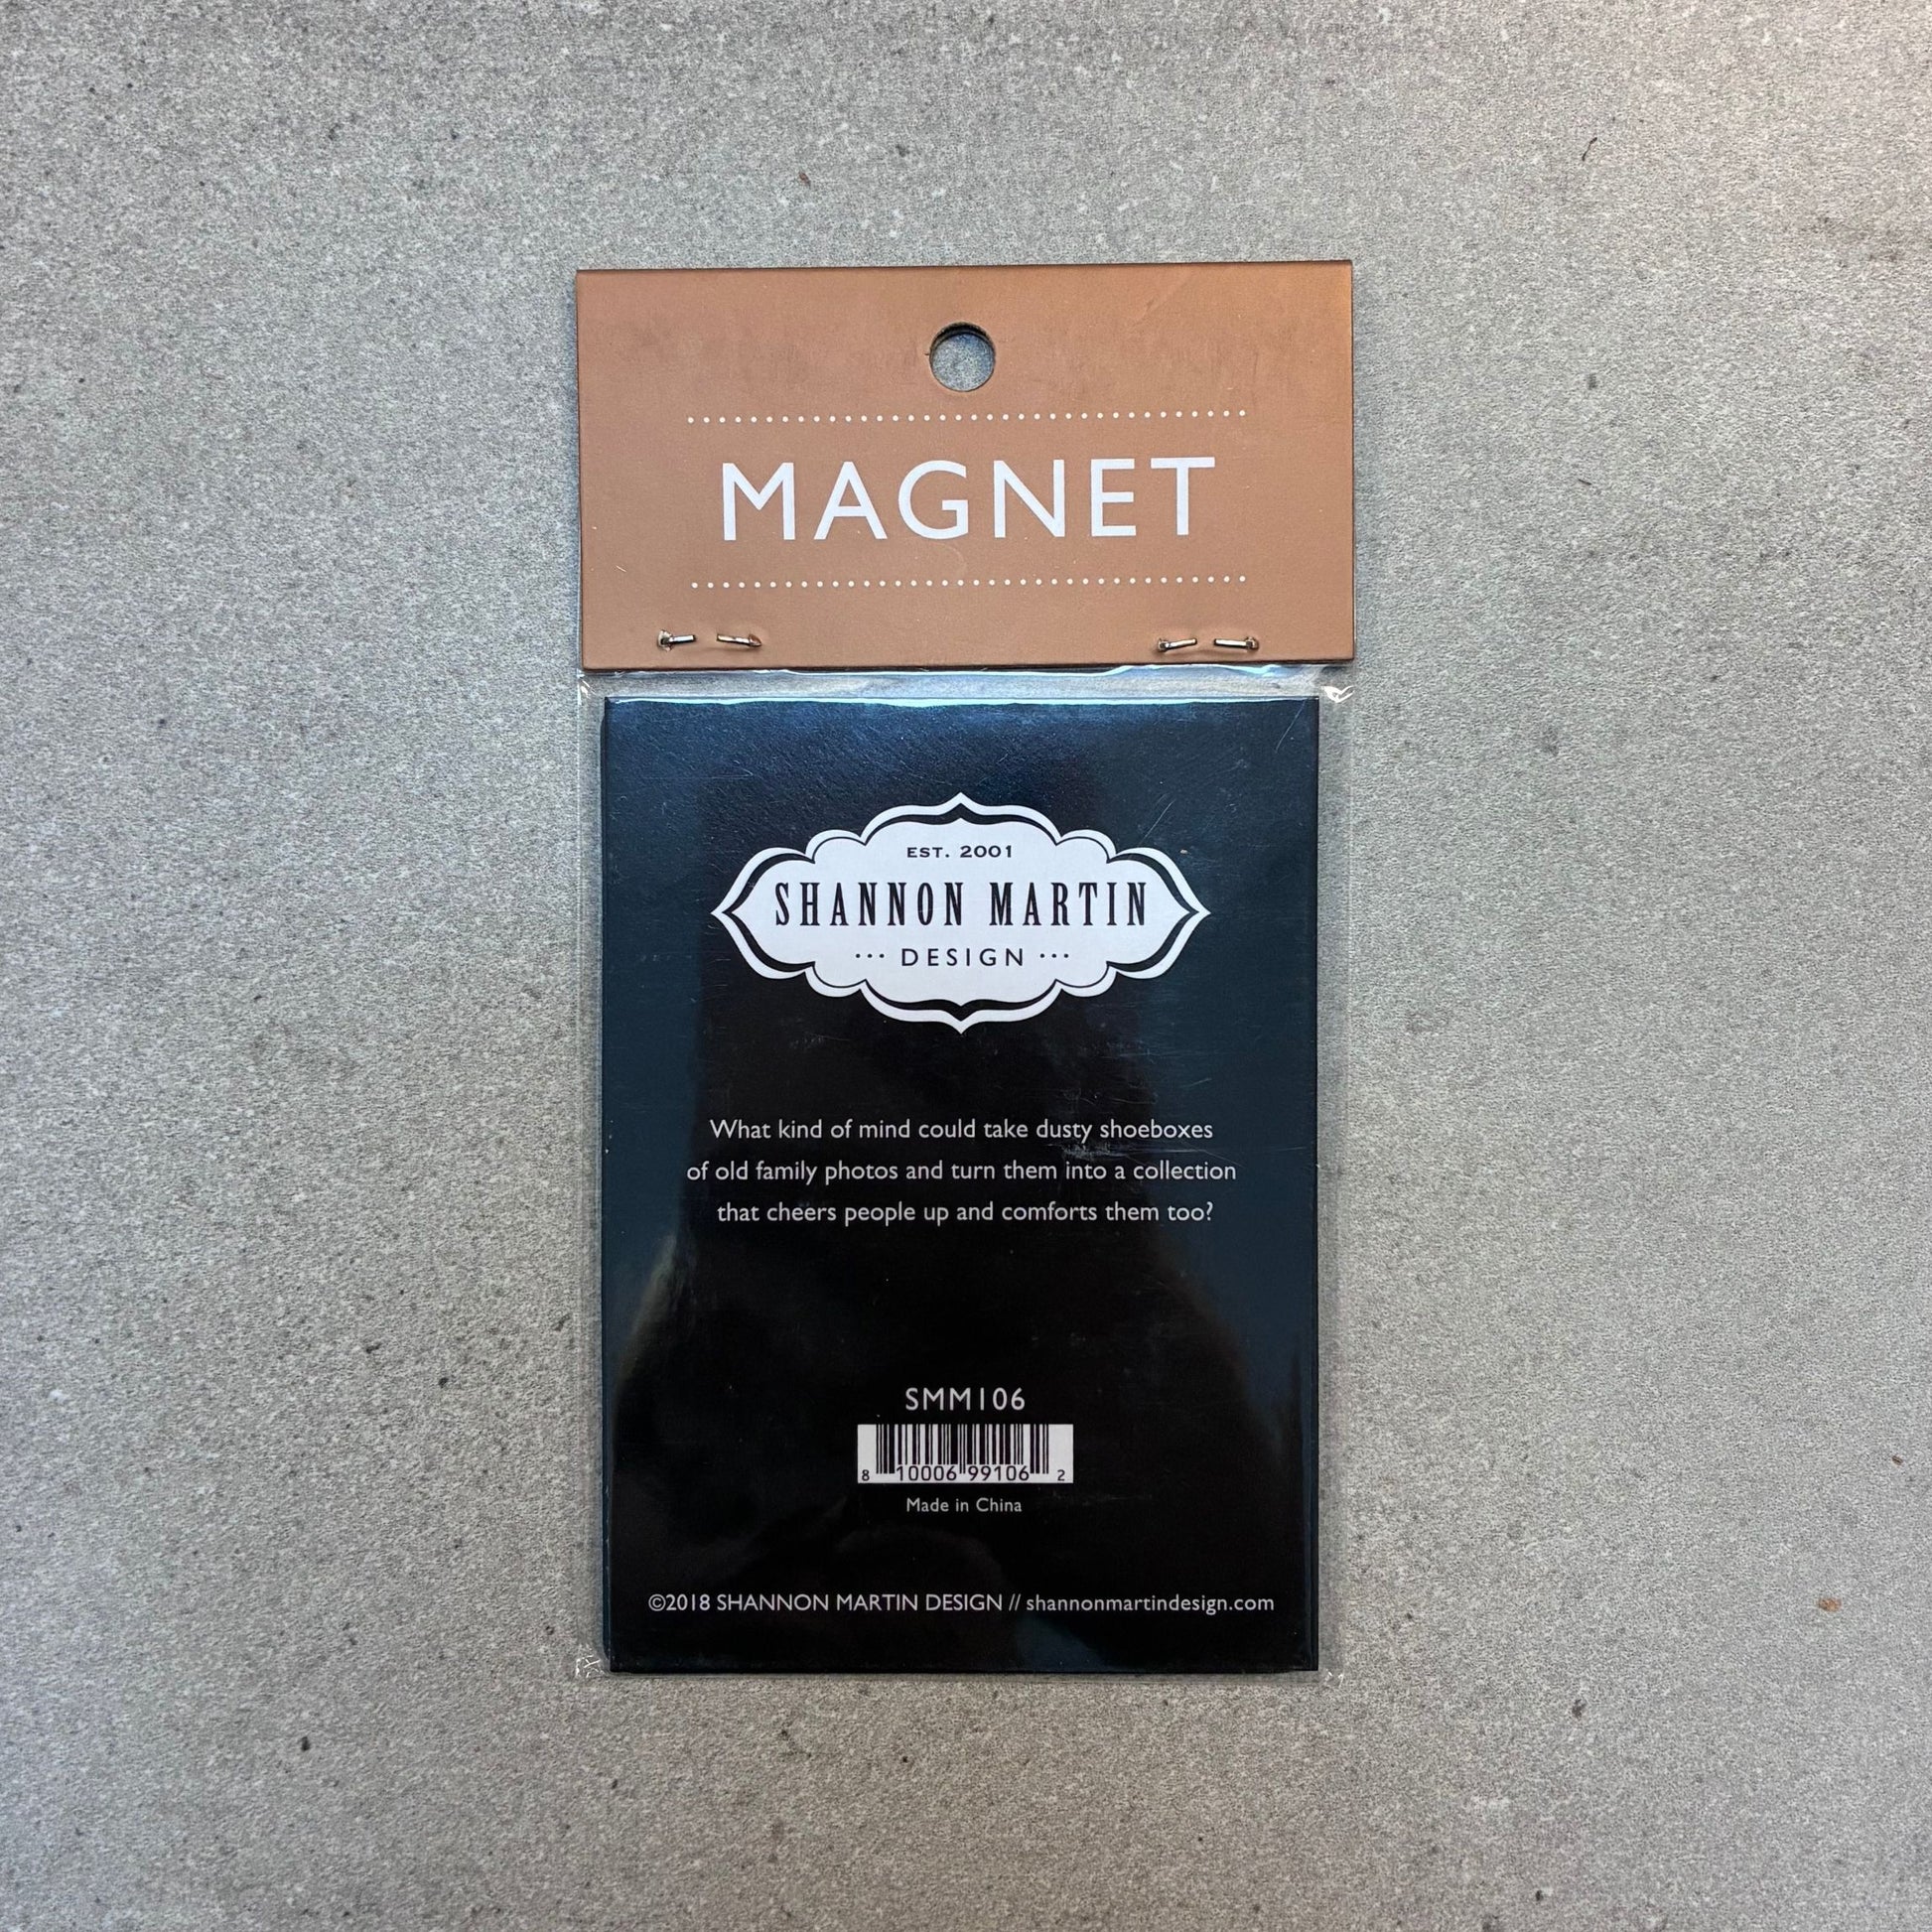 MAGNET
EST. 2001
SHANNON MARTIN
··· DESIGN ···
What kind of mind could take dusty shoeboxes
of old family photos and turn them into a collection
that cheers people up and comforts them too?
SMM106
8 10006 99106 2
Made in China
©2018 SHANNON MARTIN DESIGN // shannonmartindesign.com